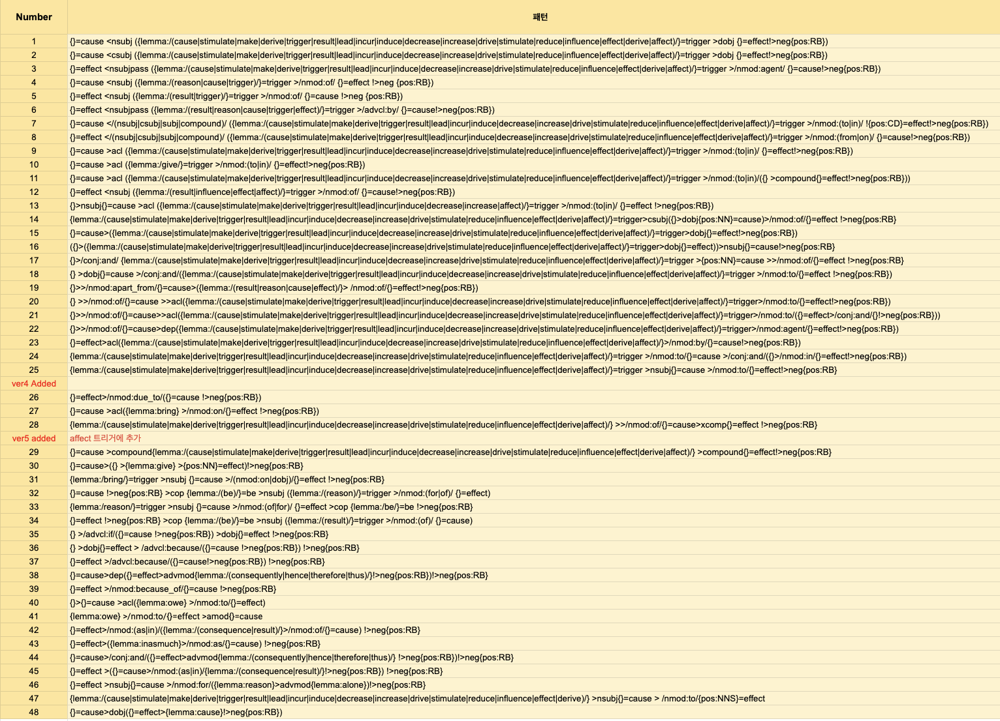 Number 패턴
1 {}=cause <nsubj ({lemma:/(cause|stimulate|make|derive|trigger|result|lead|incur|induce|decrease|increase|drive|stimulate|reduce|influence|effect|derive|affect)/}=trigger >dobj {}=effect!>neg{pos:RB})
2 {}=cause <csubj ({lemma:/(cause|stimulate|make|derive|trigger|result|lead|incur|induce|decrease|increase|drive|stimulate|reduce|influence|effect|derive|affect)/}=trigger >dobj {}=effect!>neg{pos:RB})
3 {}=effect <nsubjpass ({lemma:/(cause|stimulate|make|derive|trigger|result|lead|incur|induce|decrease|increase|drive|stimulate|reduce|influence|effect|derive|affect)/}=trigger >/nmod:agent/ {}=cause!>neg{pos:RB})
4 {}=cause <nsubj ({lemma:/(reason|cause|trigger)/}=trigger >/nmod:of/ {}=effect !>neg {pos:RB})
5 {}=effect <nsubj ({lemma:/(result|trigger)/}=trigger >/nmod:of/ {}=cause !>neg {pos:RB})
6 {}=effect <nsubjpass ({lemma:/(result|reason|cause|trigger|effect)/}=trigger >/advcl:by/ {}=cause!>neg{pos:RB})
7 {}=cause </(nsubj|csubj|subj|compound)/ ({lemma:/(cause|stimulate|make|derive|trigger|result|lead|incur|induce|decrease|increase|drive|stimulate|reduce|influence|effect|derive|affect)/}=trigger >/nmod:(to|in)/ !{pos:CD}=effect!>neg{pos:RB})
8 {}=effect </(nsubj|csubj|subj|compound)/ ({lemma:/(cause|stimulate|make|derive|trigger|result|lead|incur|induce|decrease|increase|drive|stimulate|reduce|influence|effect|derive|affect)/}=trigger >/nmod:(from|on)/ {}=cause!>neg{pos:RB})
9 {}=cause >acl ({lemma:/(cause|stimulate|make|derive|trigger|result|lead|incur|induce|decrease|increase|drive|stimulate|reduce|influence|effect|derive|affect)/}=trigger >/nmod:(to|in)/ {}=effect!>neg{pos:RB})
10 {}=cause >acl ({lemma:/give/}=trigger >/nmod:(to|in)/ {}=effect!>neg{pos:RB})
11 {}=cause >acl ({lemma:/(cause|stimulate|make|derive|trigger|result|lead|incur|induce|decrease|increase|drive|stimulate|reduce|influence|effect|derive|affect)/}=trigger >/nmod:(to|in)/({} >compound{}=effect!>neg{pos:RB}))
12 {}=effect <nsubj ({lemma:/(result|influence|effect|affect)/}=trigger >/nmod:of/ {}=cause!>neg{pos:RB})
13 {}>nsubj{}=cause >acl ({lemma:/(cause|stimulate|make|derive|trigger|result|lead|incur|induce|decrease|increase|affect)/}=trigger >/nmod:(to|in)/ {}=effect !>neg{pos:RB})
14 {lemma:/(cause|stimulate|make|derive|trigger|result|lead|incur|induce|decrease|increase|drive|stimulate|reduce|influence|effect|derive|affect)/}=trigger>csubj({}>dobj{pos:NN}=cause)>/nmod:of/{}=effect !>neg{pos:RB}
15 {}=cause>({lemma:/(cause|stimulate|make|derive|trigger|result|lead|incur|induce|decrease|increase|drive|stimulate|reduce|influence|effect|derive|affect)/}=trigger>dobj{}=effect!>neg{pos:RB})
16 ({}>({lemma:/(cause|stimulate|make|derive|trigger|result|lead|incur|induce|decrease|increase|drive|stimulate|reduce|influence|effect|derive|affect)/}=trigger>dobj{}=effect))>nsubj{}=cause!>neg{pos:RB}
17 {}>/conj:and/ {lemma:/(cause|stimulate|make|derive|trigger|result|lead|incur|induce|decrease|increase|drive|stimulate|reduce|influence|effect|derive|affect)/}=trigger >{pos:NN}=cause >>/nmod:of/{}=effect !>neg{pos:RB}
18 {} >dobj{}=cause >/conj:and/({lemma:/(cause|stimulate|make|derive|trigger|result|lead|incur|induce|decrease|increase|drive|stimulate|reduce|influence|effect|derive|affect)/}=trigger >/nmod:to/{}=effect !>neg{pos:RB})
19 {}>>/nmod:apart_from/{}=cause>({lemma:/(result|reason|cause|effect)/}> /nmod:of/{}=effect!>neg{pos:RB})
20 {} >>/nmod:of/{}=cause >>acl({lemma:/(cause|stimulate|make|derive|trigger|result|lead|incur|induce|decrease|increase|drive|stimulate|reduce|influence|effect|derive|affect)/}=trigger>/nmod:to/{}=effect!>neg{pos:RB})
21 {}>>/nmod:of/{}=cause>>acl({lemma:/(cause|stimulate|make|derive|trigger|result|lead|incur|induce|decrease|increase|drive|stimulate|reduce|influence|effect|derive|affect)/}=trigger>/nmod:to/({}=effect>/conj:and/{}!>neg{pos:RB}))
22 {}>>/nmod:of/{}=cause>dep({lemma:/(cause|stimulate|make|derive|trigger|result|lead|incur|induce|decrease|increase|drive|stimulate|reduce|influence|effect|derive|affect)/}=trigger>/nmod:agent/{}=effect!>neg{pos:RB})
23 {}=effect>acl({lemma:/(cause|stimulate|make|derive|trigger|result|lead|incur|induce|decrease|increase|drive|stimulate|reduce|influence|effect|derive|affect)/}>/nmod:by/{}=cause!>neg{pos:RB})
24 {lemma:/(cause|stimulate|make|derive|trigger|result|lead|incur|induce|decrease|increase|drive|stimulate|reduce|influence|effect|derive|affect)/}=trigger >/nmod:to/{}=cause >/conj:and/({}>/nmod:in/{}=effect!>neg{pos:RB})
25 {lemma:/(cause|stimulate|make|derive|trigger|result|lead|incur|induce|decrease|increase|drive|stimulate|reduce|influence|effect|derive|affect)/}=trigger >nsubj{}=cause >/nmod:to/{}=effect!>neg{pos:RB}
ver4 Added
26 {}=effect>/nmod:due_to/({}=cause !>neg{pos:RB})
27 {}=cause >acl({lemma:bring} >/nmod:on/{}=effect !>neg{pos:RB})
28 {lemma:/(cause|stimulate|make|derive|trigger|result|lead|incur|induce|decrease|increase|drive|stimulate|reduce|influence|effect|derive|affect)/} >>/nmod:of/{}=cause>xcomp{}=effect !>neg{pos:RB}
ver5 added affect 트리거에 추가
29 {}=cause >compound{lemma:/(cause|stimulate|make|derive|trigger|result|lead|incur|induce|decrease|increase|drive|stimulate|reduce|influence|effect|derive|affect)/} >compound{}=effect!>neg{pos:RB}
30 {}=cause>({} >{lemma:give} >{pos:NN}=effect)!>neg{pos:RB}
31 {lemma:/bring/}=trigger >nsubj {}=cause >/(nmod:on|dobj)/{}=effect !>neg{pos:RB}
32 {}=cause !>neg{pos:RB} >cop {lemma:/(be)/}=be >nsubj ({lemma:/(reason)/}=trigger >/nmod:(for|of)/ {}=effect)
33 {lemma:/reason/}=trigger >nsubj {}=cause >/nmod:(of|for)/ {}=effect >cop {lemma:/be/}=be !>neg{pos:RB}
34 {}=effect !>neg{pos:RB} >cop {lemma:/(be)/}=be >nsubj ({lemma:/(result)/}=trigger >/nmod:(of)/ {}=cause)
35 {} >/advcl:if/({}=cause !>neg{pos:RB}) >dobj{}=effect !>neg{pos:RB}
36 {} >dobj{}=effect > /advcl:because/({}=cause !>neg{pos:RB}) !>neg{pos:RB}
37 {}=effect >/advcl:because/({}=cause!>neg{pos:RB}) !>neg{pos:RB}
38 {}=cause>dep({}=effect>advmod{lemma:/(consequently|hence|therefore|thus)/}!>neg{pos:RB})!>neg{pos:RB}
39 {}=effect >/nmod:because_of/{}=cause !>neg{pos:RB}
40 {}>{}=cause >acl({lemma:owe} >/nmod:to/{}=effect)
41 {lemma:owe} >/nmod:to/{}=effect >amod{}=cause
42 {}=effect>/nmod:(as|in)/({lemma:/(consequence|result)/}>/nmod:of/{}=cause) !>neg{pos:RB}
43 {}=effect>({lemma:inasmuch}>/nmod:as/{}=cause) !>neg{pos:RB}
44 {}=cause>/conj:and/({}=effect>advmod{lemma:/(consequently|hence|therefore|thus)/} !>neg{pos:RB})!>neg{pos:RB}
45 {}=effect >({}=cause>/nmod:(as|in)/{lemma:/(consequence|result)/}!>neg{pos:RB}) !>neg{pos:RB}
46 {}=effect >nsubj{}=cause >/nmod:for/({lemma:reason}>advmod{lemma:alone})!>neg{pos:RB}
47 {lemma:/(cause|stimulate|make|derive|trigger|result|lead|incur|induce|decrease|increase|drive|stimulate|reduce|influence|effect|derive)/} >nsubj{}=cause > /nmod:to/{pos:NNS}=effect
48 {}=cause>dobj({}=effect>{lemma:cause}!>neg{pos:RB})